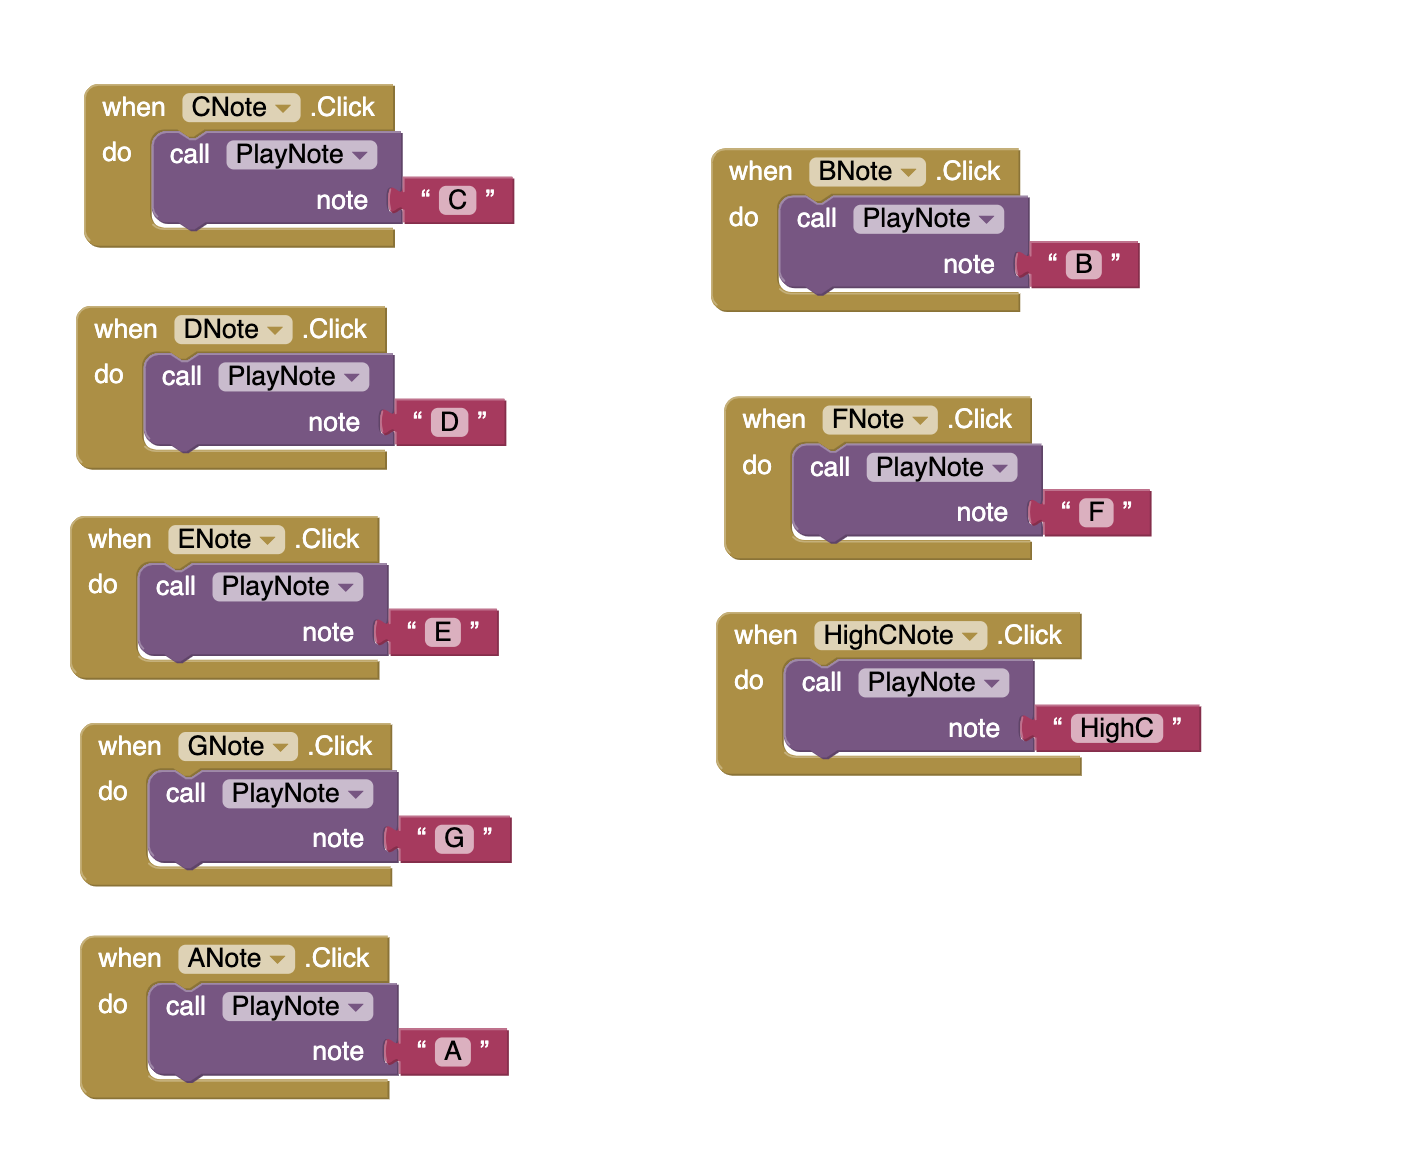 when CNote .Click
do call PlayNote
note “ C ”
when DNote .Click
do call PlayNote
note “ D ”
when ENote .Click
do call PlayNote
note “ E ”
when GNote .Click
do call PlayNote
note “ G ”
when ANote .Click
do call PlayNote
note “ A ”
when BNote .Click
do call PlayNote
note “ B ”
when FNote .Click
do call PlayNote
note “ F ”
when HighCNote .Click
do call PlayNote
note “ HighC ”